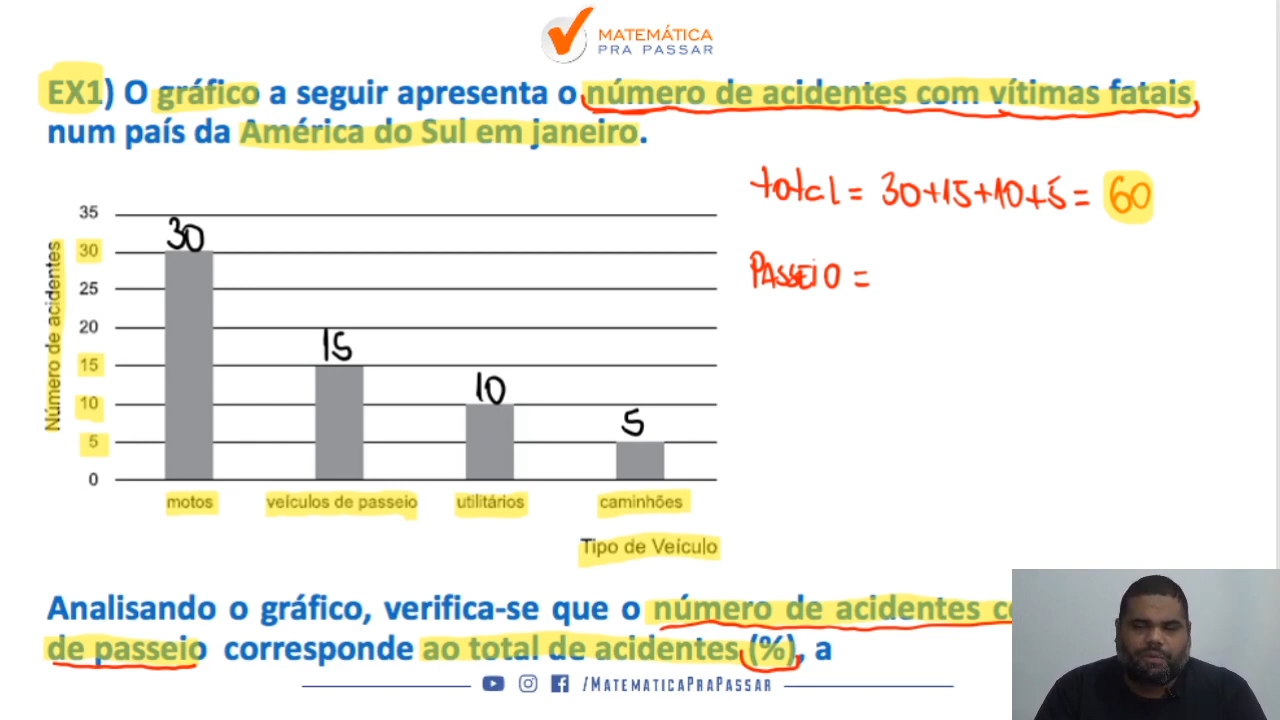 MATEMÁTICA
PRA PASSAR
EX1) O gráfico a seguir apresenta o número de acidentes com vítimas fatais
num país da América do Sul em janeiro.
total = 30+15+10+5= 60
PASSEIO =
Número de acidentes
35
30
25
20
15
10
5
0
30
15
10
5
motos veículos de passeio utilitários caminhões
Tipo de Veículo
Analisando o gráfico, verifica-se que o número de acidentes
de passeio corresponde ao total de acidentes (%), a
/MATEMATICAPRAPASSAR